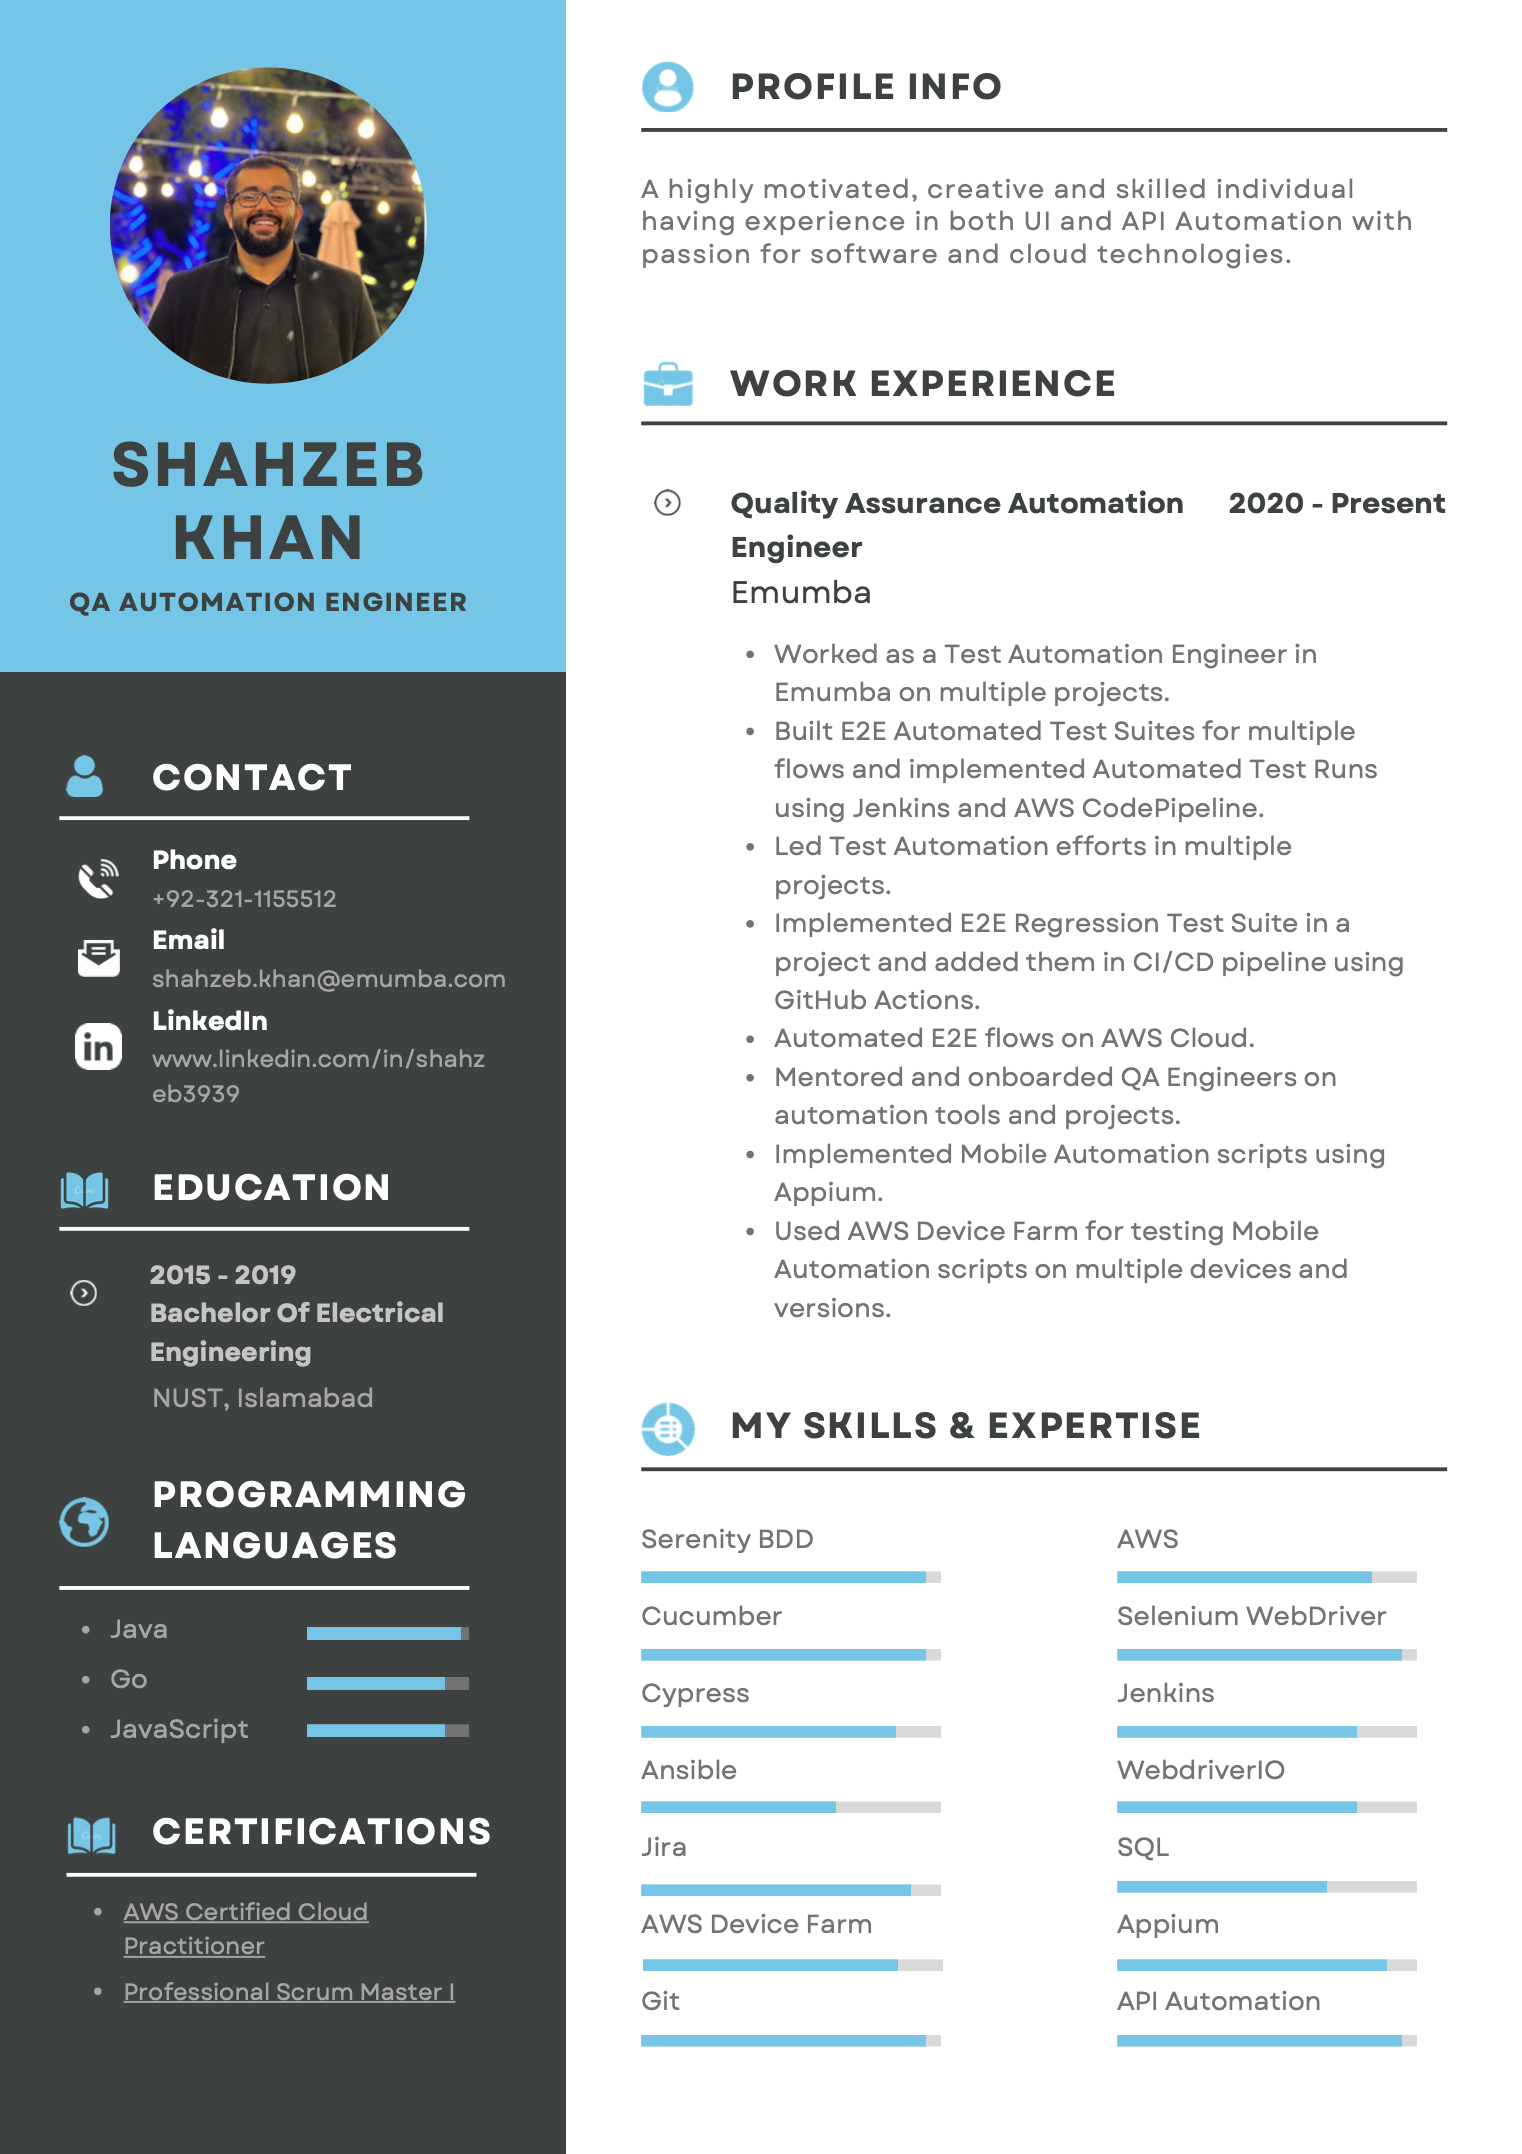 SHAHZEB
KHAN
QA AUTOMATION ENGINEER
CONTACT
Phone
+92-321-1155512
Email
shahzeb.khan@emumba.com
LinkedIn
www.linkedin.com/in/shahz
eb3939
EDUCATION
2015 - 2019
Bachelor Of Electrical
Engineering
NUST, Islamabad
PROGRAMMING
LANGUAGES
• Java
• Go
• JavaScript
CERTIFICATIONS
• AWS Certified Cloud
Practitioner
• Professional Scrum Master I
PROFILE INFO
A highly motivated, creative and skilled individual
having experience in both UI and API Automation with
passion for software and cloud technologies.
WORK EXPERIENCE
Quality Assurance Automation 2020 - Present
Engineer
Emumba
• Worked as a Test Automation Engineer in
Emumba on multiple projects.
• Built E2E Automated Test Suites for multiple
flows and implemented Automated Test Runs
using Jenkins and AWS CodePipeline.
• Led Test Automation efforts in multiple
projects.
• Implemented E2E Regression Test Suite in a
project and added them in CI/CD pipeline using
GitHub Actions.
• Automated E2E flows on AWS Cloud.
• Mentored and onboarded QA Engineers on
automation tools and projects.
• Implemented Mobile Automation scripts using
Appium.
• Used AWS Device Farm for testing Mobile
Automation scripts on multiple devices and
versions.
MY SKILLS & EXPERTISE
Serenity BDD
AWS
Cucumber
Selenium WebDriver
Cypress
Jenkins
Ansible
WebdriverIO
Jira
SQL
AWS Device Farm
Appium
Git
API Automation